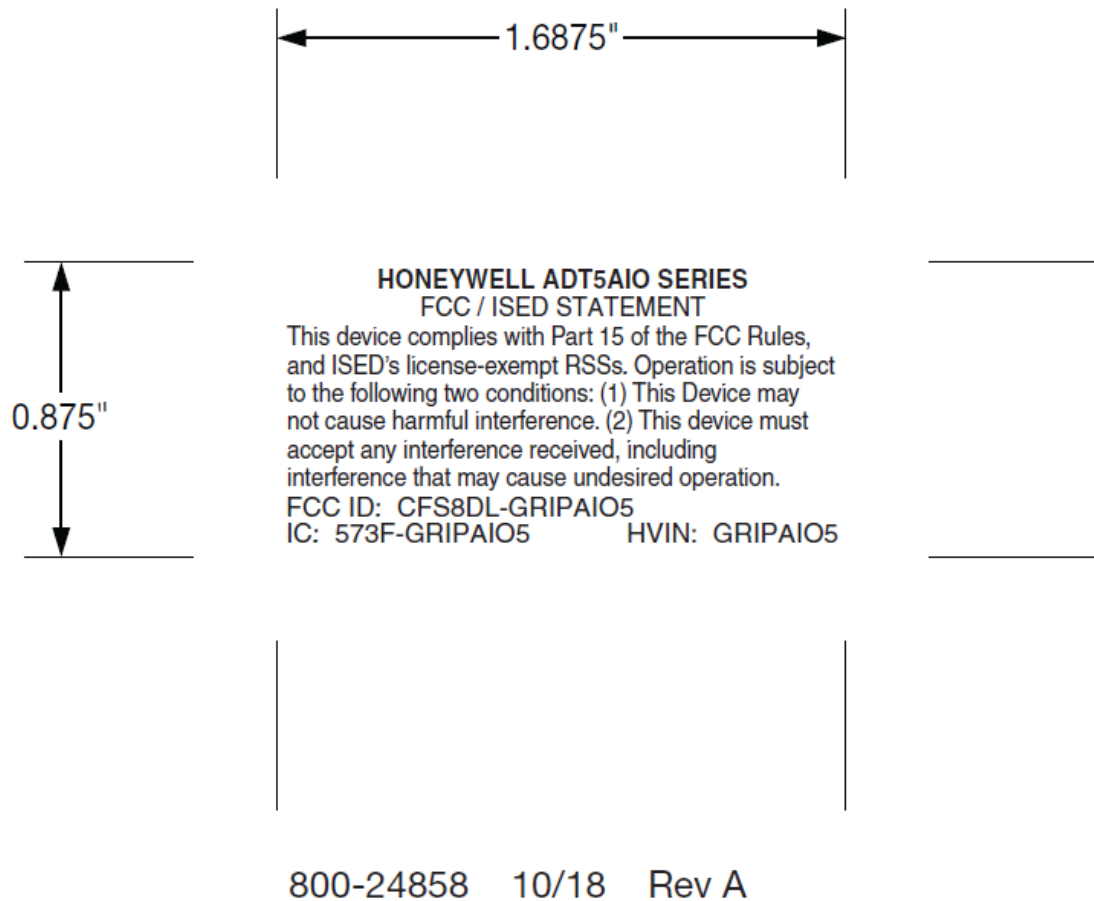 1.6875"
HONEYWELL ADT5AIO SERIES
FCC / ISED STATEMENT
This device complies with Part 15 of the FCC Rules,
and ISED's license-exempt RSSs. Operation is subject
to the following two conditions: (1) This Device may
not cause harmful interference. (2) This device must
accept any interference received, including
interference that may cause undesired operation.
FCC ID: CFS8DL-GRIPAIO5
IC: 573F-GRIPAIO5 HVIN: GRIPAIO5
0.875"
800-24858 10/18 Rev A